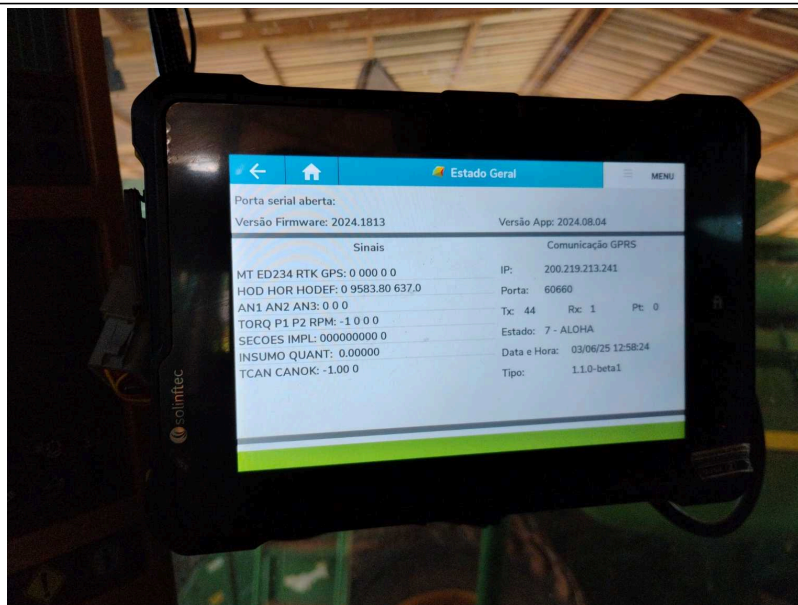 Estado Geral
MENU
Porta serial aberta:
Versão Firmware: 2024.1813
Versão App: 2024.08.04
Sinais
MT ED234 RTK GPS: 0 000 0 0
HOD HOR HODEF: 0 9583.80 637.0
AN1 AN2 AN3: 0 0 0
TORQ P1 P2 RPM: -1 0 0 0
SECOES IMPL: 000000000 0
INSUMO QUANT: 0.00000
TCAN CANOK: -1.00 0
Comunicação GPRS
IP: 200.219.213.241
Porta: 60660
Tx: 44 Rx: 1 Pt: 0
Estado: 7 - ALOHA
Data e Hora: 03/06/25 12:58:24
Tipo: 1.1.0-beta1
solinftec